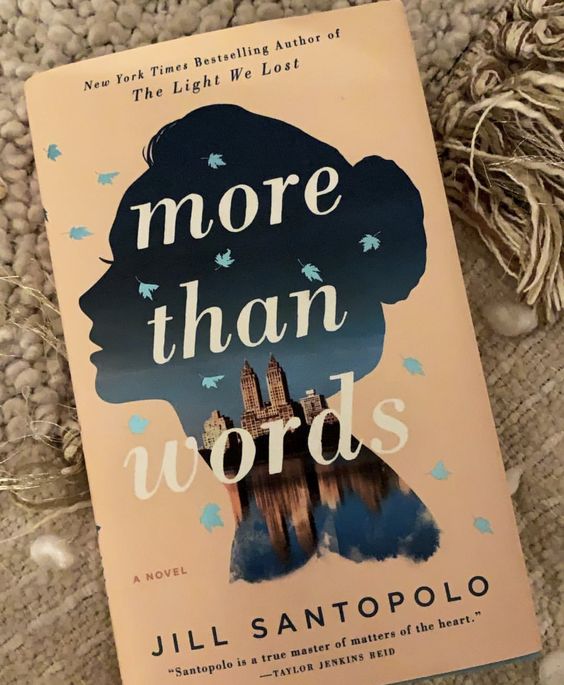 New York Times Bestselling Author of
The Light We Lost
more
than
words
A NOVEL
JILL SANTOPOLO
"Santopolo is a true master of matters of the heart."
—TAYLOR JENKINS REID